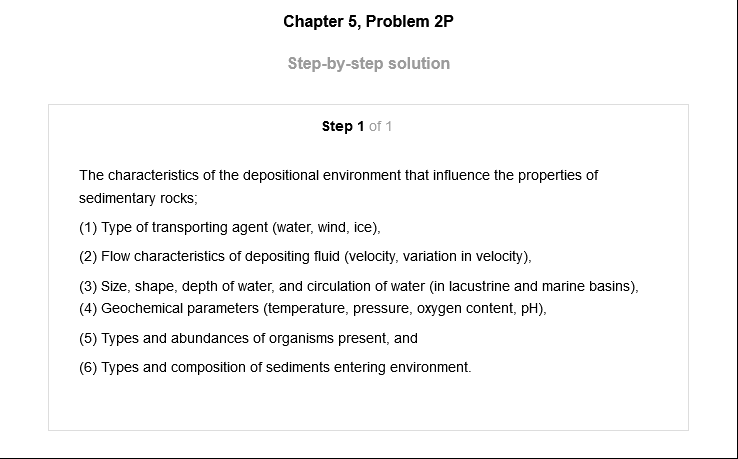 Chapter 5, Problem 2P
Step-by-step solution
Step 1 of 1
The characteristics of the depositional environment that influence the properties of
sedimentary rocks;
(1) Type of transporting agent (water, wind, ice),
(2) Flow characteristics of depositing fluid (velocity, variation in velocity),
(3) Size, shape, depth of water, and circulation of water (in lacustrine and marine basins),
(4) Geochemical parameters (temperature, pressure, oxygen content, pH),
(5) Types and abundances of organisms present, and
(6) Types and composition of sediments entering environment.